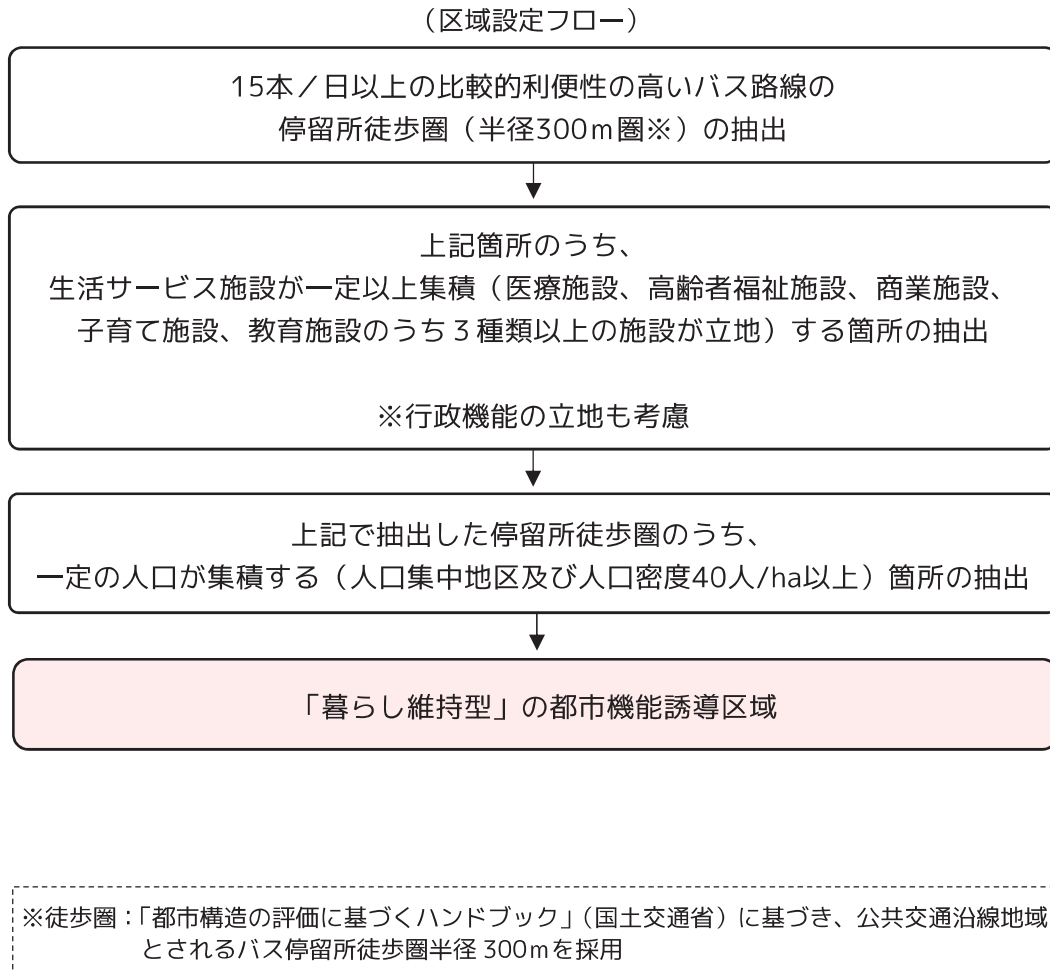 （区域設定フロー）
15本／日以上の比較的利便性の高いバス路線の
停留所徒歩圏（半径300ｍ圏※）の抽出
上記箇所のうち、
生活サービス施設が一定以上集積（医療施設、高齢者福祉施設、商業施設、
子育て施設、教育施設のうち３種類以上の施設が立地）する箇所の抽出
※行政機能の立地も考慮
上記で抽出した停留所徒歩圏のうち、
一定の人口が集積する（人口集中地区及び人口密度40人/ha以上）箇所の抽出
「暮らし維持型」の都市機能誘導区域
※徒歩圏：「都市構造の評価に基づくハンドブック」（国土交通省）に基づき、公共交通沿線地域
とされるバス停留所徒歩圏半径 300ｍを採用